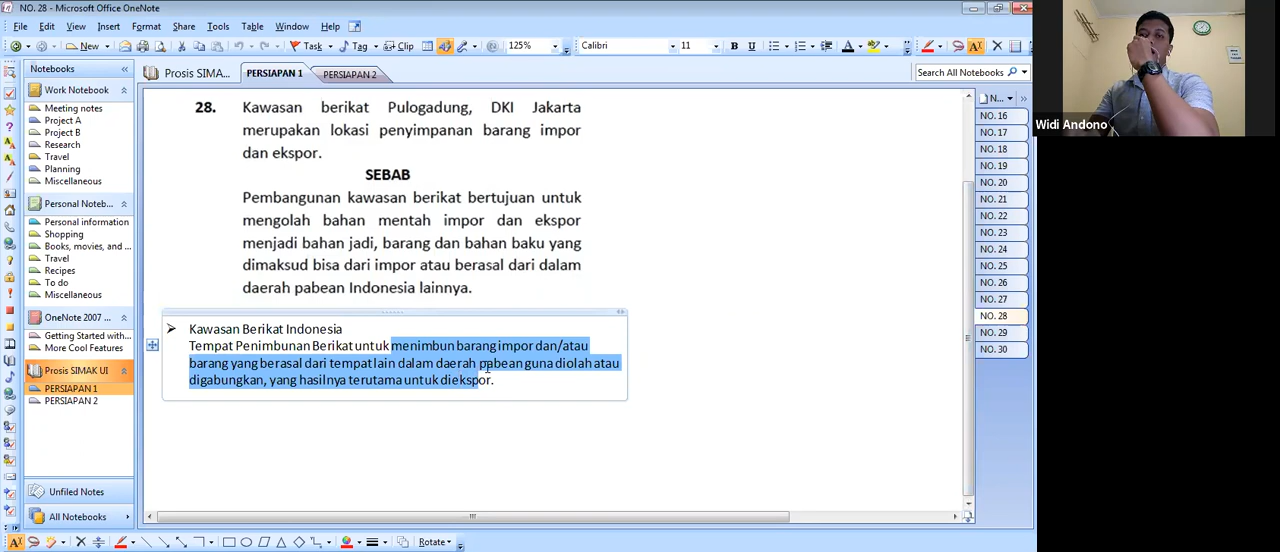 NO. 28 - Microsoft Office OneNote
File Edit View Insert Format Share Tools Table Window Help
New Task Tag Clip 125% Calibri 11 B U
Notebooks
Prosis SIMA... PERSIAPAN 1 PERSIAPAN 2 Search All Notebooks
Work Notebook
Meeting notes
Project A
Project B
Research
Travel
Planning
Miscellaneous
Personal Noteb...
Personal information
Shopping
Books, movies, and ...
Travel
Recipes
To do
Miscellaneous
OneNote 2007 ...
Getting Started with...
More Cool Features
Prosis SIMAK UI
PERSIAPAN 1
PERSIAPAN 2
Unfiled Notes
All Notebooks
28. Kawasan berikat Pulogadung, DKI Jakarta
merupakan lokasi penyimpanan barang impor
dan ekspor.
SEBAB
Pembangunan kawasan berikat bertujuan untuk
mengolah bahan mentah impor dan ekspor
menjadi bahan jadi, barang dan bahan baku yang
dimaksud bisa dari impor atau berasal dari dalam
daerah pabean Indonesia lainnya.
Kawasan Berikat Indonesia
Tempat Penimbunan Berikat untuk menimbun barang impor dan/atau
barang yang berasal dari tempat lain dalam daerah pabean guna diolah atau
digabungkan, yang hasilnya terutama untuk diekspor.
N...
NO. 16
NO. 17
NO. 18
NO. 19
NO. 20
NO. 21
NO. 22
NO. 23
NO. 24
NO. 25
NO. 26
NO. 27
NO. 28
NO. 29
NO. 30
Rotate
Widi Andono